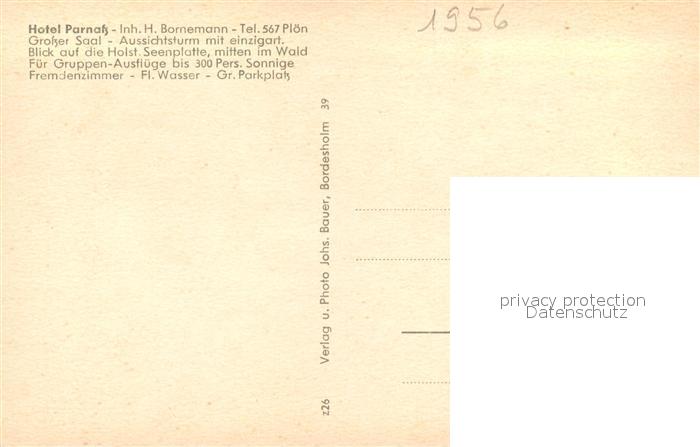 Hotel Parnaß - Inh. H. Bornemann - Tel. 567 Plön
Großer Saal - Aussichtsturm mit einzigart.
Blick auf die Holst. Seenplatte, mitten im Wald
Für Gruppen-Ausflüge bis 300 Pers. Sonnige
Fremdenzimmer - Fl. Wasser - Gr. Parkplaß
1956
Verlag u. Photo Johs. Bauer, Bordesholm 39
z26
privacy protection
Datenschutz